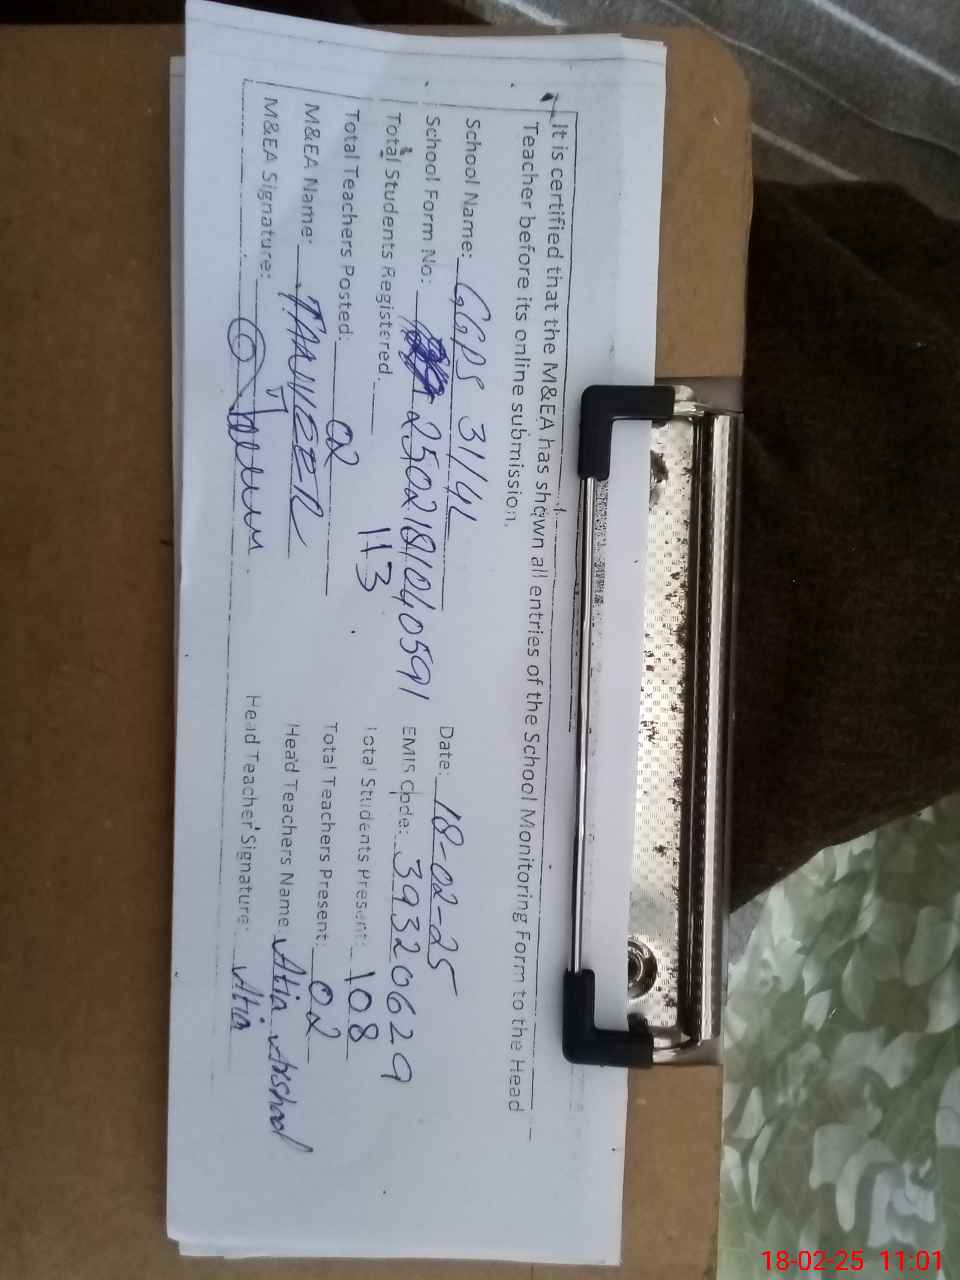 It is certified that the M&EA has shown all entries of the School Monitoring Form to the Head
Teacher before its online submission.
School Name: GGPS 31/4L Date: 18-02-25
School Form No: 2502181040591 EMIS Code: 39320629
Total Students Registered: 113 Total Students Present: 108
Total Teachers Posted: 02 Total Teachers Present: 02
M&EA Name: TANVEER Head Teachers Name: Atia Arshad
M&EA Signature: Head Teacher Signature: Atia
18-02-25 11:01